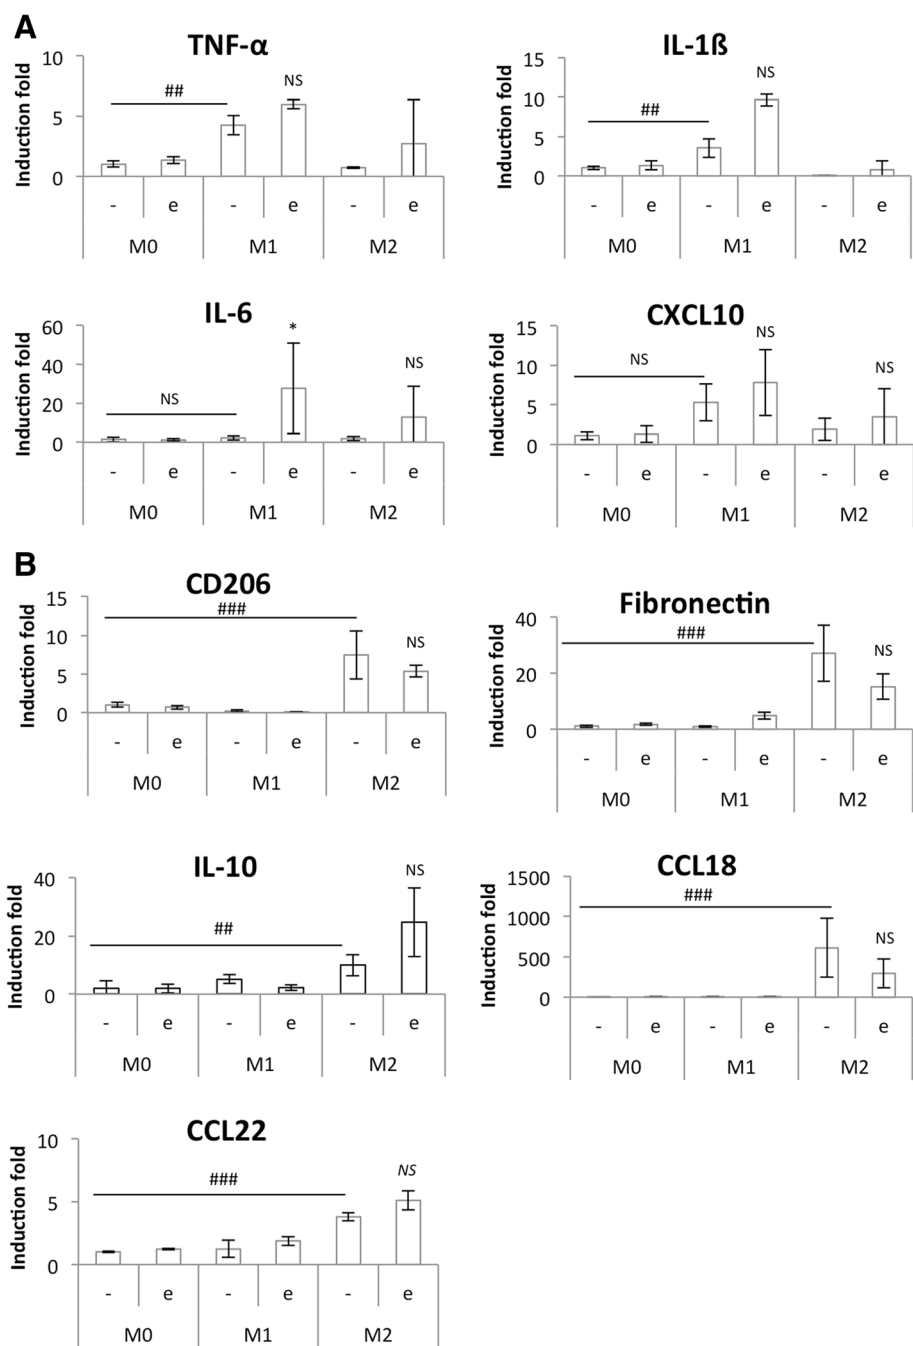 A
TNF-α
Induction fold
10
5
0
##
NS
- e - e - e
M0 M1 M2
IL-1ß
Induction fold
15
10
5
0
##
NS
- e - e - e
M0 M1 M2
IL-6
Induction fold
60
40
20
0
NS
*
NS
- e - e - e
M0 M1 M2
CXCL10
Induction fold
15
10
5
0
NS
NS
NS
- e - e - e
M0 M1 M2
B
CD206
Induction fold
15
10
5
0
###
NS
- e - e - e
M0 M1 M2
Fibronectin
Induction fold
40
20
0
###
NS
- e - e - e
M0 M1 M2
IL-10
Induction fold
40
20
0
##
NS
- e - e - e
M0 M1 M2
CCL18
Induction fold
1500
1000
500
0
###
NS
- e - e - e
M0 M1 M2
CCL22
Induction fold
10
5
0
###
NS
- e - e - e
M0 M1 M2